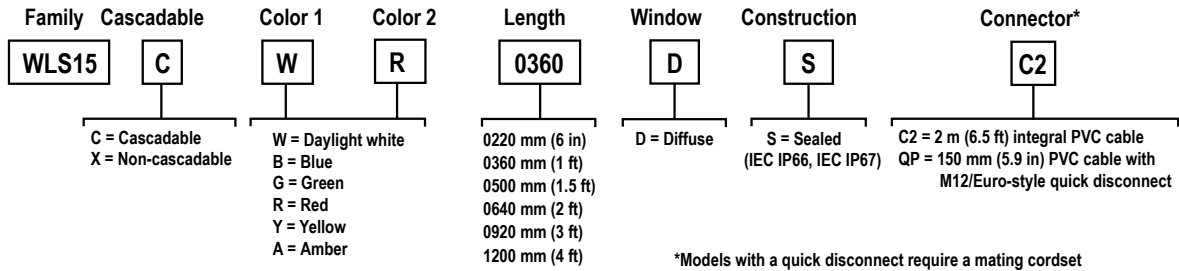 Family Cascadable Color 1 Color 2 Length Window Construction Connector*
WLS15 C W R 0360 D S C2
C = Cascadable
X = Non-cascadable
W = Daylight white
B = Blue
G = Green
R = Red
Y = Yellow
A = Amber
0220 mm (6 in)
0360 mm (1 ft)
0500 mm (1.5 ft)
0640 mm (2 ft)
0920 mm (3 ft)
1200 mm (4 ft)
D = Diffuse
S = Sealed
(IEC IP66, IEC IP67)
C2 = 2 m (6.5 ft) integral PVC cable
QP = 150 mm (5.9 in) PVC cable with
M12/Euro-style quick disconnect
*Models with a quick disconnect require a mating cordset